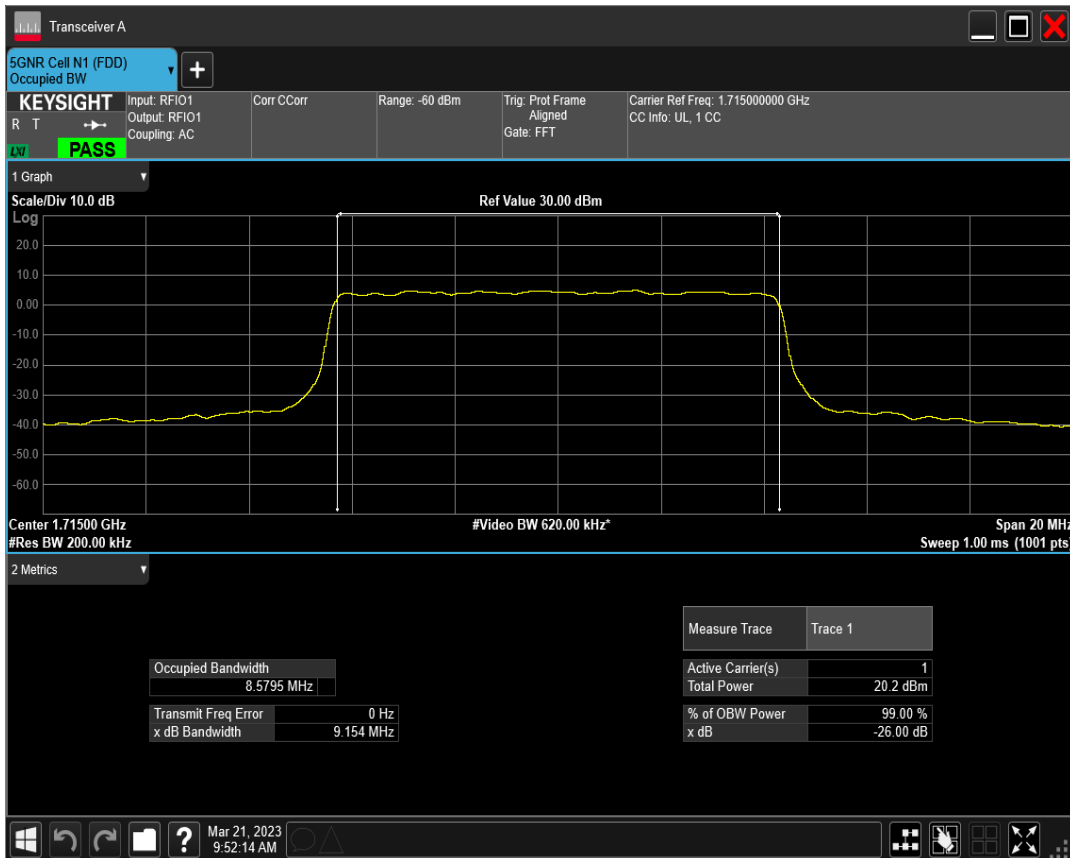 Transceiver A
5GNR Cell N1 (FDD)
Occupied BW
+
KEYSIGHT
R T
LXI
PASS
Input: RFIO1
Output: RFIO1
Coupling: AC
Corr CCorr
Range: -60 dBm
Trig: Prot Frame
Aligned
Gate: FFT
Carrier Ref Freq: 1.715000000 GHz
CC Info: UL, 1 CC
1 Graph
Scale/Div 10.0 dB
Ref Value 30.00 dBm
Log
20.0
10.0
0.00
-10.0
-20.0
-30.0
-40.0
-50.0
-60.0
Center 1.71500 GHz
#Video BW 620.00 kHz*
Span 20 MHz
#Res BW 200.00 kHz
Sweep 1.00 ms (1001 pts)
2 Metrics
Measure Trace Trace 1
Occupied Bandwidth
8.5795 MHz
Active Carrier(s) 1
Total Power 20.2 dBm
Transmit Freq Error 0 Hz
x dB Bandwidth 9.154 MHz
% of OBW Power 99.00 %
x dB -26.00 dB
?
Mar 21, 2023
9:52:14 AM